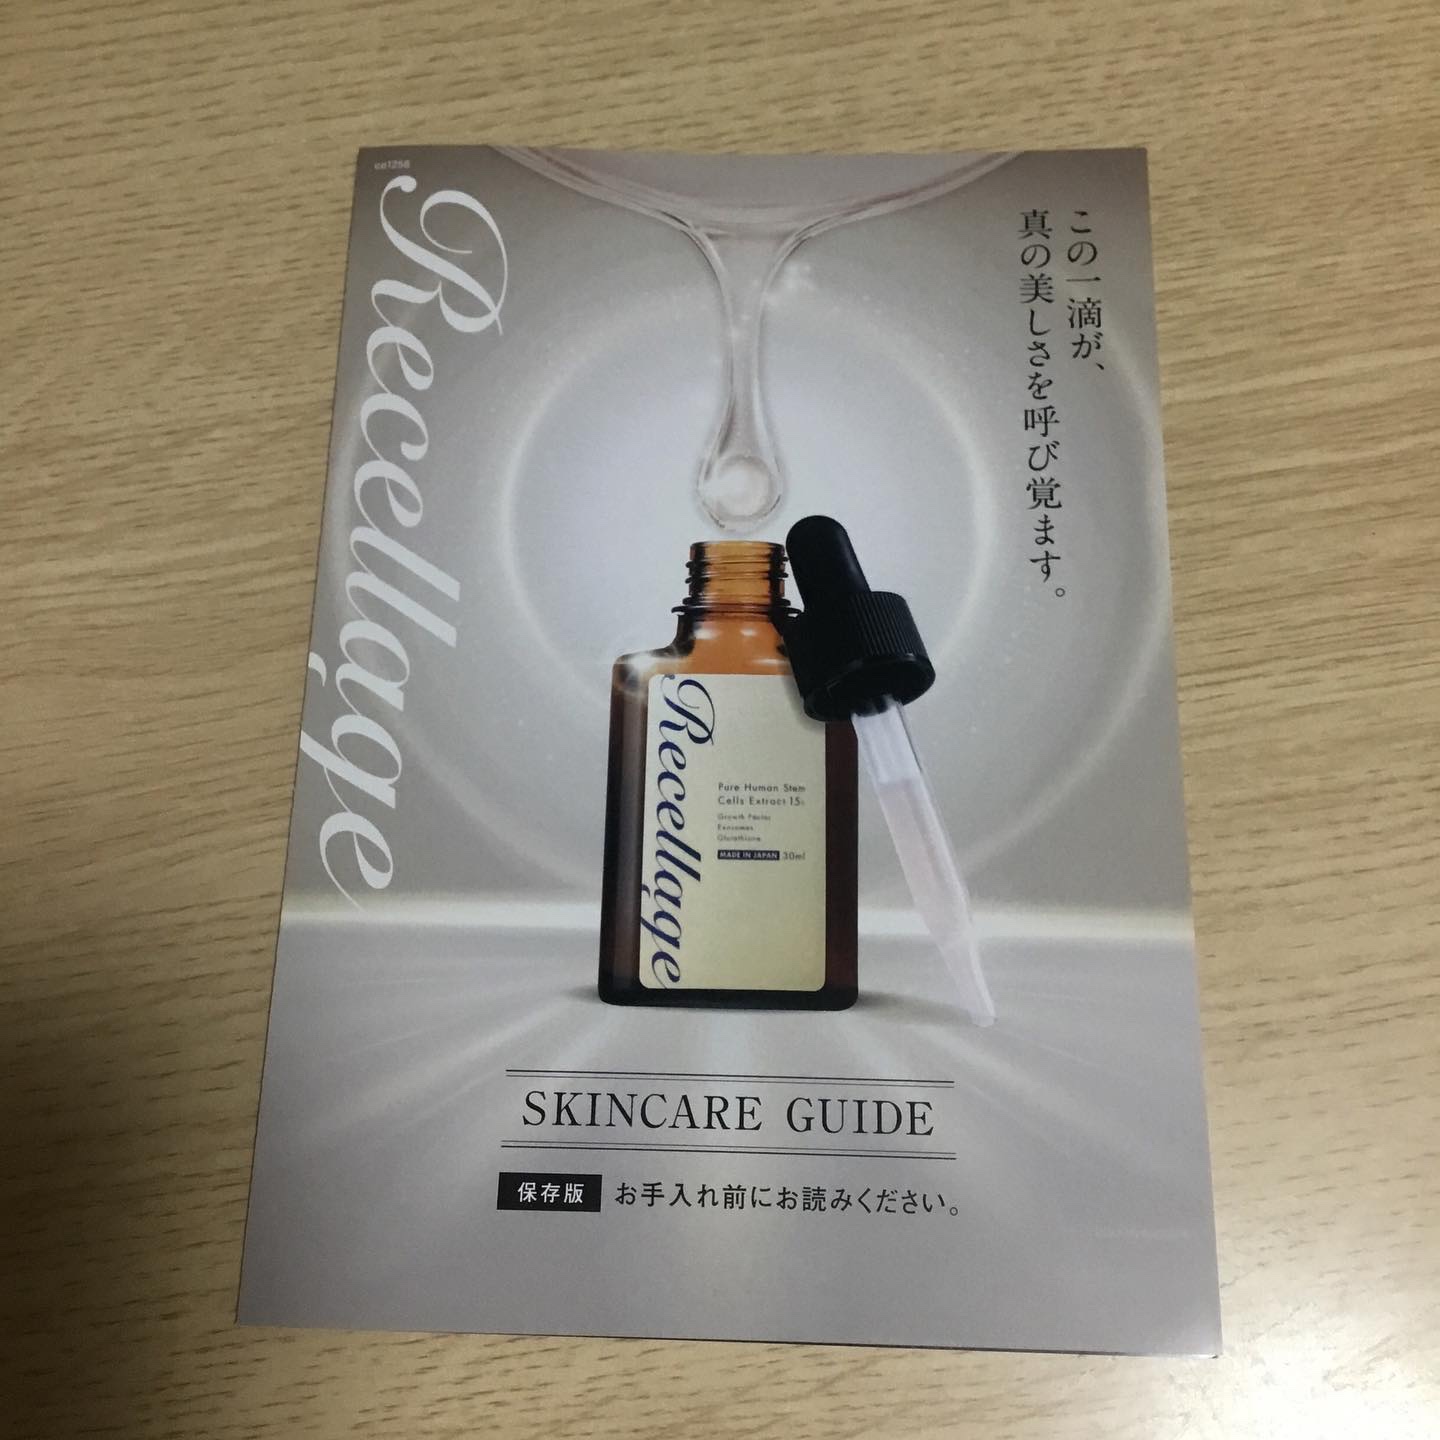 co1256
Recellage
この一滴が、
真の美しさを呼び覚ます。
Recellage
Pure Human Stem
Cells Extract 15%
Growth Factor
Exosomes
Glutathione
MADE IN JAPAN 30ml
SKINCARE GUIDE
保存版 お手入れ前にお読みください。